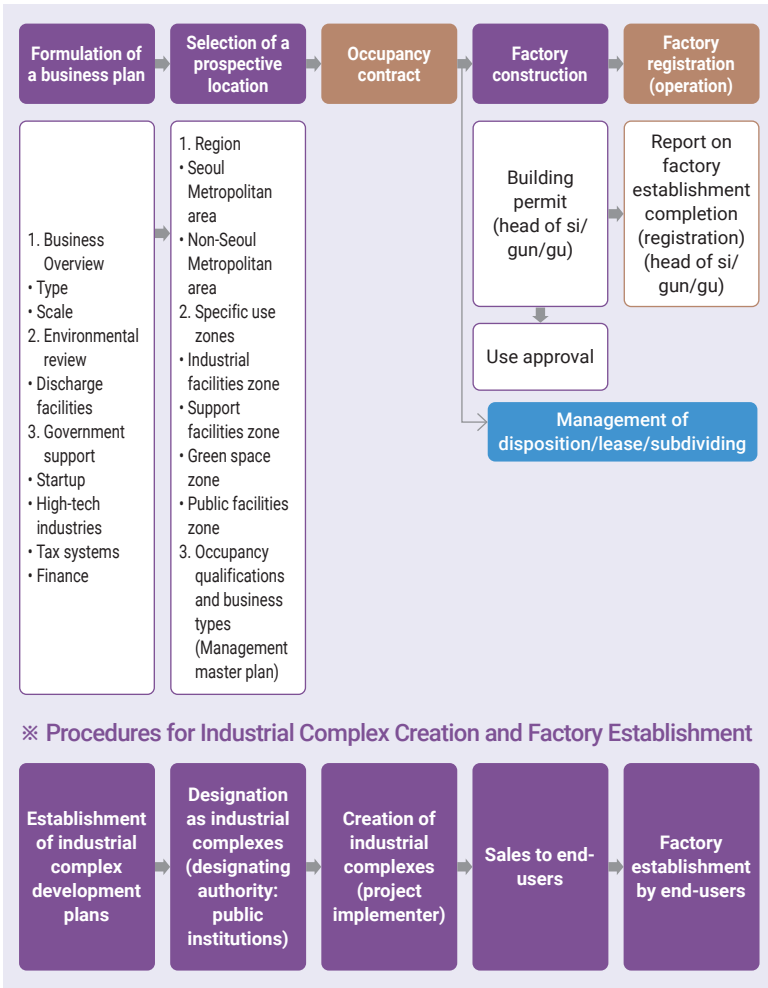 Formulation of
a business plan
Selection of a
prospective
location
Occupancy
contract
Factory
construction
Factory
registration
(operation)
1. Business
Overview
• Type
• Scale
2. Environmental
review
• Discharge
facilities
3. Government
support
• Startup
• High-tech
industries
• Tax systems
• Finance
1. Region
• Seoul
Metropolitan
area
• Non-Seoul
Metropolitan
area
2. Specific use
zones
• Industrial
facilities zone
• Support
facilities zone
• Green space
zone
• Public facilities
zone
3. Occupancy
qualifications
and business
types
(Management
master plan)
Building
permit
(head of si/
gun/gu)
Use approval
Report on
factory
establishment
completion
(registration)
(head of si/
gun/gu)
Management of
disposition/lease/subdividing
※ Procedures for Industrial Complex Creation and Factory Establishment
Establishment
of industrial
complex
development
plans
Designation
as industrial
complexes
(designating
authority:
public
institutions)
Creation of
industrial
complexes
(project
implementer)
Sales to end-
users
Factory
establishment
by end-users